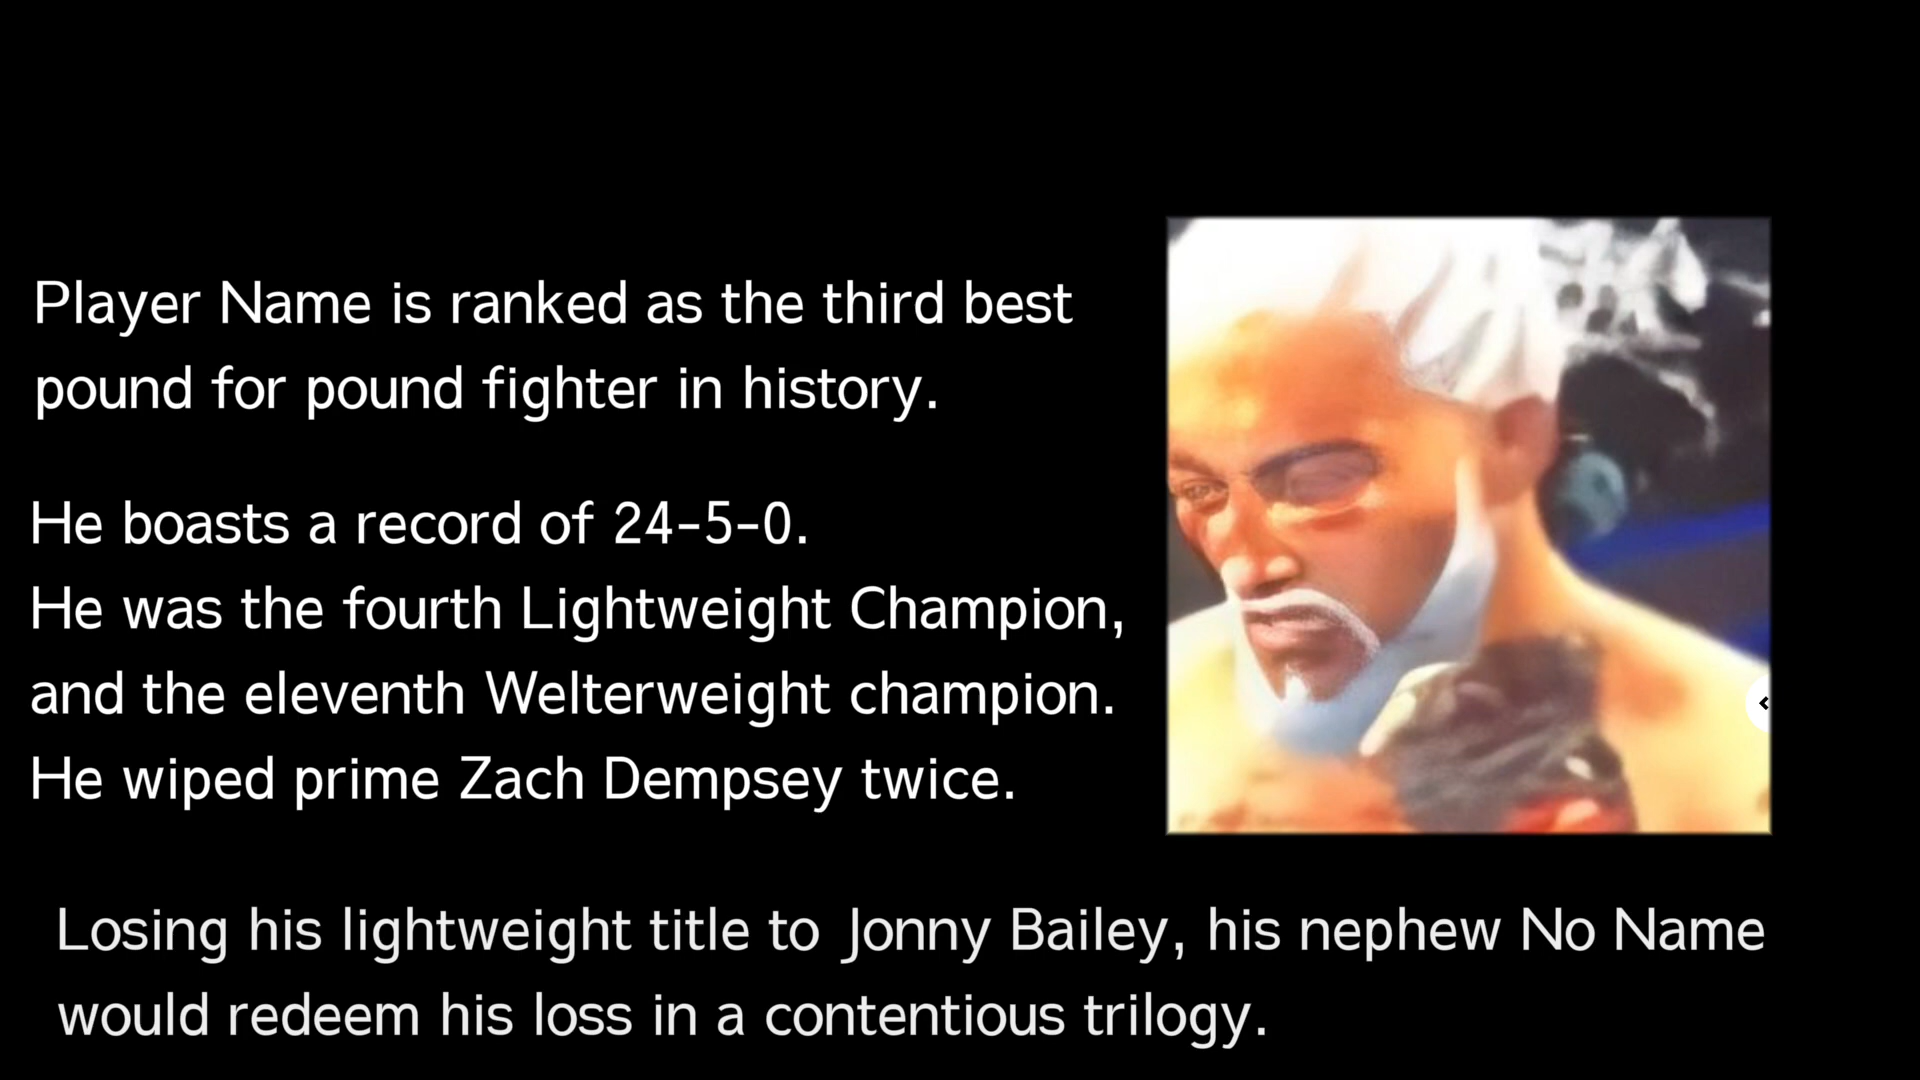 Player Name is ranked as the third best
pound for pound fighter in history.
He boasts a record of 24-5-0.
He was the fourth Lightweight Champion,
and the eleventh Welterweight champion.
He wiped prime Zach Dempsey twice.
Losing his lightweight title to Jonny Bailey, his nephew No Name
would redeem his loss in a contentious trilogy.